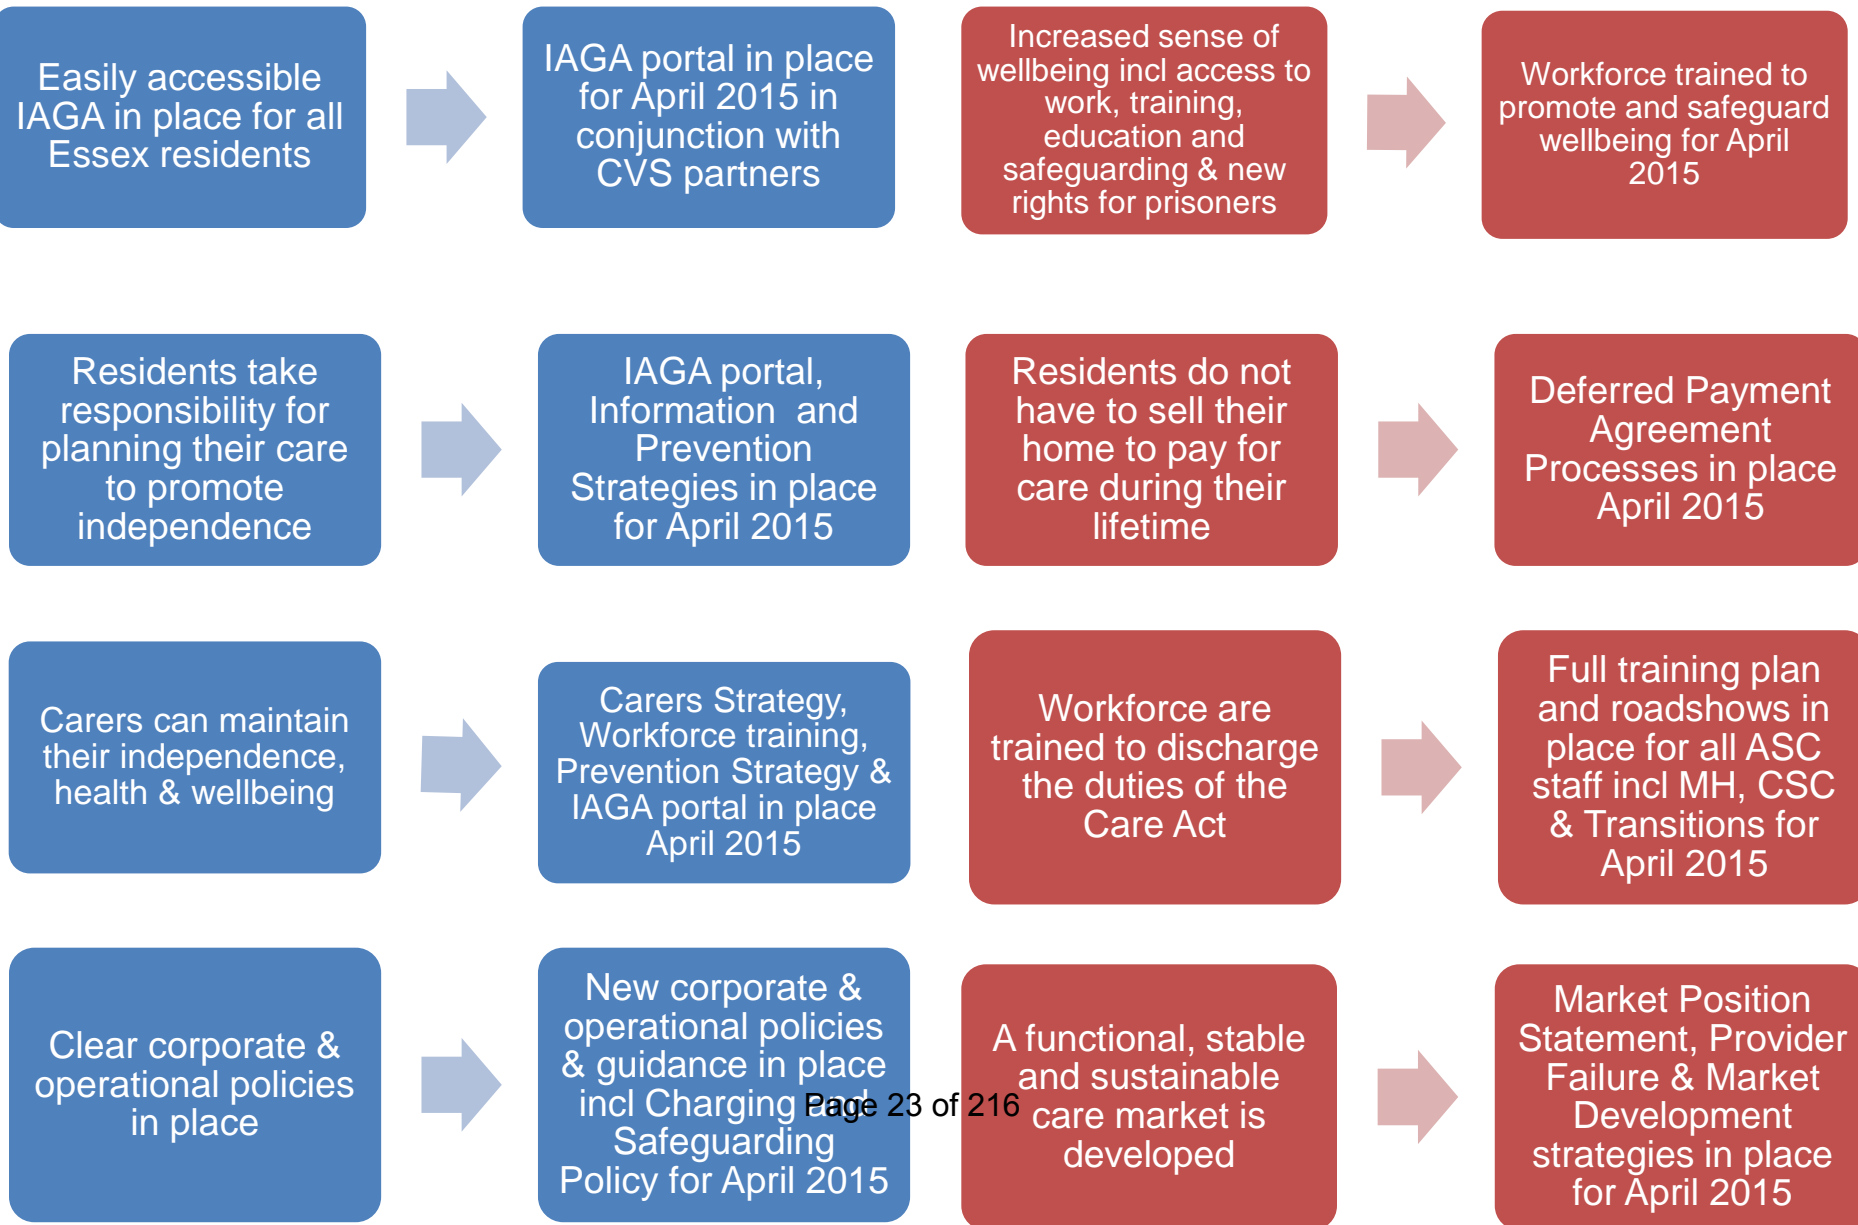 Easily accessible
IAGA in place for all
Essex residents
IAGA portal in place
for April 2015 in
conjunction with
CVS partners
Increased sense of
wellbeing incl access to
work, training,
education and
safeguarding & new
rights for prisoners
Workforce trained to
promote and safeguard
wellbeing for April
2015
Residents take
responsibility for
planning their care
to promote
independence
IAGA portal,
Information and
Prevention
Strategies in place
for April 2015
Residents do not
have to sell their
home to pay for
care during their
lifetime
Deferred Payment
Agreement
Processes in place
April 2015
Carers can maintain
their independence,
health & wellbeing
Carers Strategy,
Workforce training,
Prevention Strategy &
IAGA portal in place
April 2015
Workforce are
trained to discharge
the duties of the
Care Act
Full training plan
and roadshows in
place for all ASC
staff incl MH, CSC
& Transitions for
April 2015
Clear corporate &
operational policies
in place
New corporate &
operational policies
& guidance in place
incl Charging and
Safeguarding
Policy for April 2015
A functional, stable
and sustainable
care market is
developed
Market Position
Statement, Provider
Failure & Market
Development
strategies in place
for April 2015
Page 23 of 216